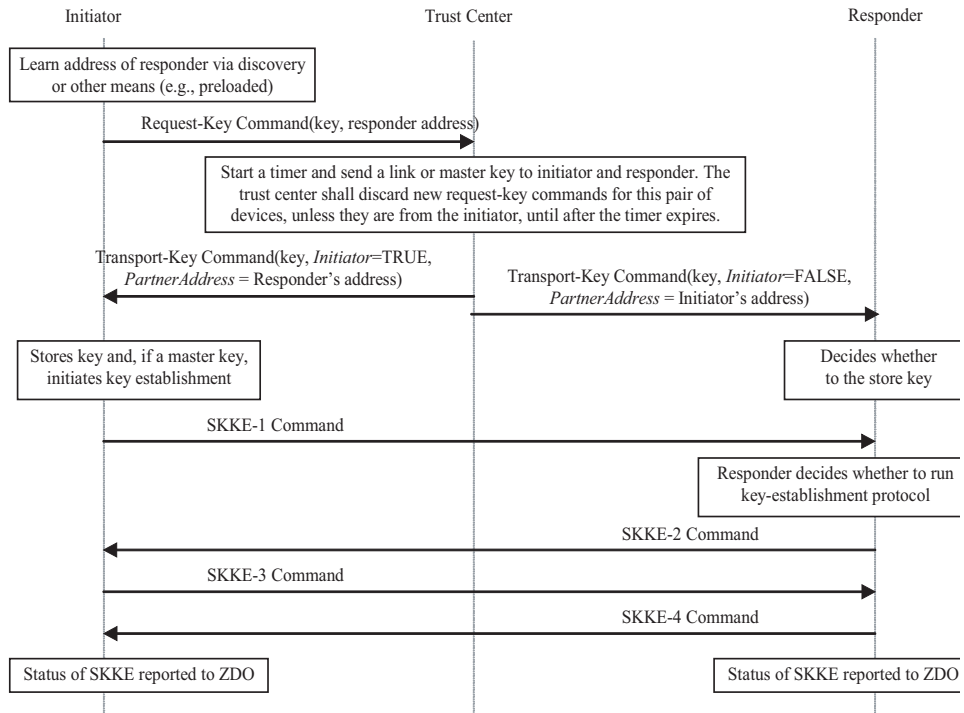 Initiator
Trust Center
Responder
Learn address of responder via discovery
or other means (e.g., preloaded)
Request-Key Command(key, responder address)
Start a timer and send a link or master key to initiator and responder. The
trust center shall discard new request-key commands for this pair of
devices, unless they are from the initiator, until after the timer expires.
Transport-Key Command(key, Initiator=TRUE,
PartnerAddress = Responder's address)
Transport-Key Command(key, Initiator=FALSE,
PartnerAddress = Initiator's address)
Stores key and, if a master key,
initiates key establishment
Decides whether
to the store key
SKKE-1 Command
Responder decides whether to run
key-establishment protocol
SKKE-2 Command
SKKE-3 Command
SKKE-4 Command
Status of SKKE reported to ZDO
Status of SKKE reported to ZDO